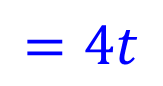 = 4t